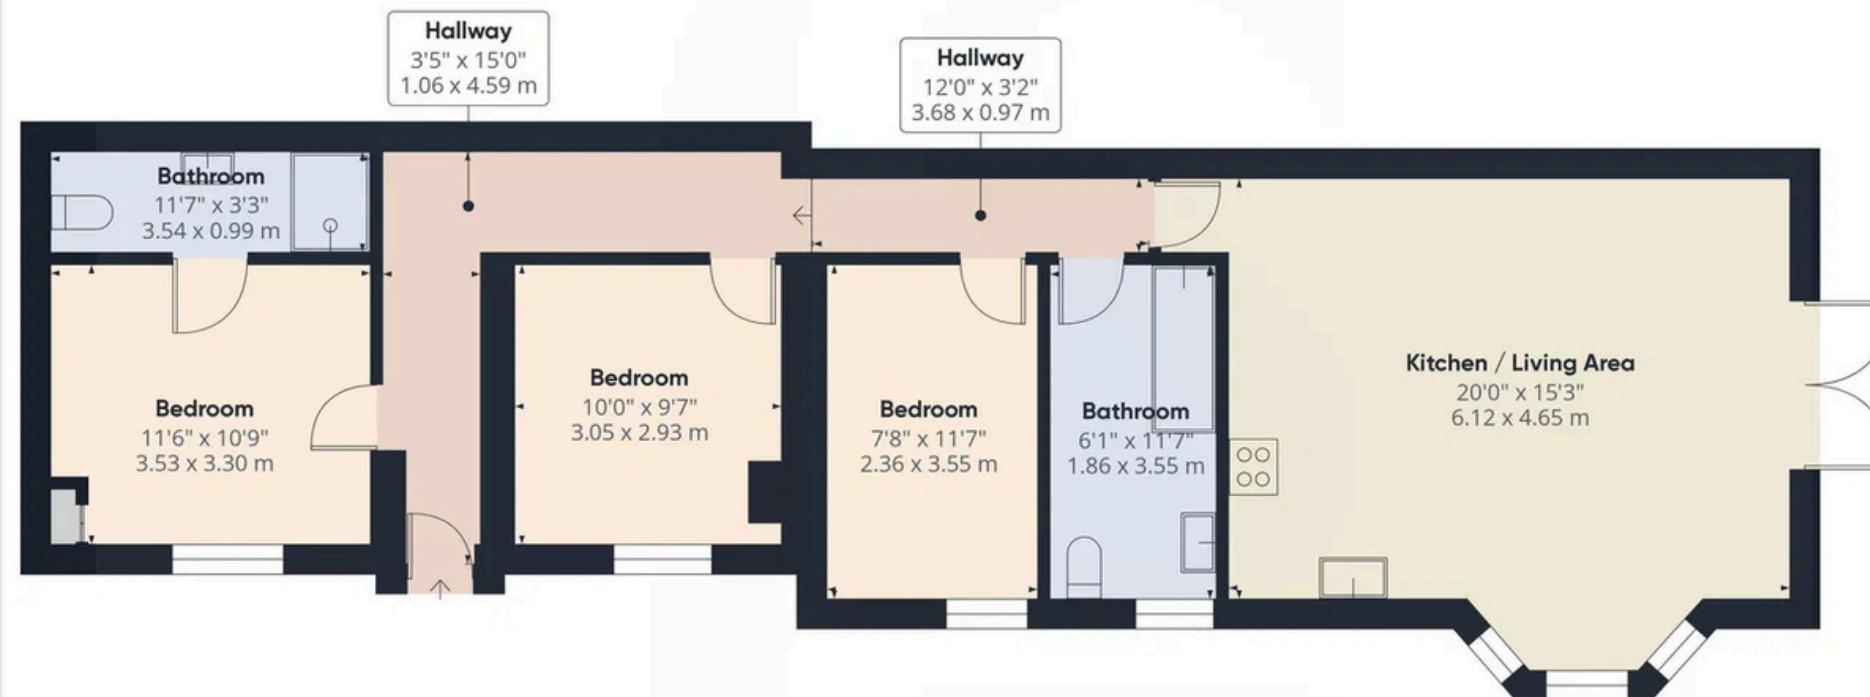 Hallway
3'5" x 15'0"
1.06 x 4.59 m
Hallway
12'0" x 3'2"
3.68 x 0.97 m
Bathroom
11'7" x 3'3"
3.54 x 0.99 m
Bedroom
11'6" x 10'9"
3.53 x 3.30 m
Bedroom
10'0" x 9'7"
3.05 x 2.93 m
Bedroom
7'8" x 11'7"
2.36 x 3.55 m
Bathroom
6'1" x 11'7"
1.86 x 3.55 m
Kitchen / Living Area
20'0" x 15'3"
6.12 x 4.65 m